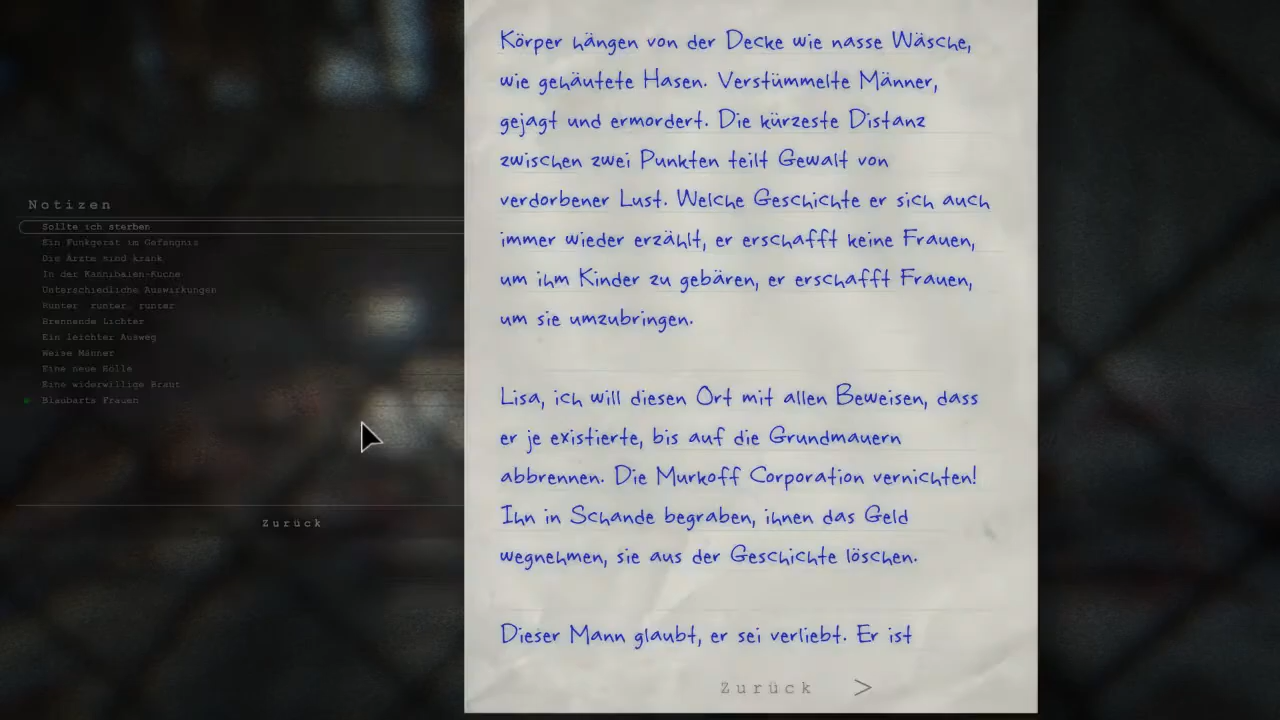 Notizen
Sollte ich sterben
Ein Funkgerät im Gefängnis
Die Ärzte sind krank
In der Kannibalen-Küche
Unterschiedliche Auswirkungen
Runter runter runter
Brennende Lichter
Ein leichter Ausweg
Weise Männer
Eine neue Hölle
Eine widerwillige Braut
Blaubarts Frauen
Zurück
Körper hängen von der Decke wie nasse Wäsche,
wie gehäutete Hasen. Verstümmelte Männer,
gejagt und ermordert. Die kürzeste Distanz
zwischen zwei Punkten teilt Gewalt von
verdorbener Lust. Welche Geschichte er sich auch
immer wieder erzählt, er erschafft keine Frauen,
um ihm Kinder zu gebären, er erschafft Frauen,
um sie umzubringen.
Lisa, ich will diesen Ort mit allen Beweisen, dass
er je existierte, bis auf die Grundmauern
abbrennen. Die Murkoff Corporation vernichten!
Ihn in Schande begraben, ihnen das Geld
wegnehmen, sie aus der Geschichte löschen.
Dieser Mann glaubt, er sei verliebt. Er ist
Zurück >